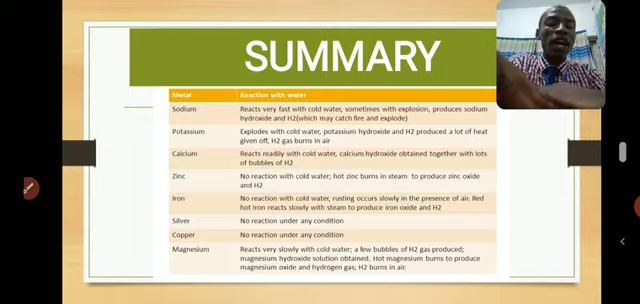 SUMMARY
Metal Reaction with water
Sodium Reacts very fast with cold water, sometimes with explosion, produces sodium
hydroxide and H2(which may catch fire and explode)
Potassium Explodes with cold water, potassium hydroxide and H2 produced a lot of heat
given off, H2 gas burns in air
Calcium Reacts readily with cold water, calcium hydroxide obtained together with lots
of bubbles of H2
Zinc No reaction with cold water; hot zinc burns in steam to produce zinc oxide
and H2
Iron No reaction with cold water, rusting occurs slowly in the presence of air. Red
hot iron reacts slowly with steam to produce iron oxide and H2
Silver No reaction under any condition
Copper No reaction under any condition
Magnesium Reacts very slowly with cold water; a few bubbles of H2 gas produced;
magnesium hydroxide solution obtained. Hot magnesium burns to produce
magnesium oxide and hydrogen gas; H2 burns in air.